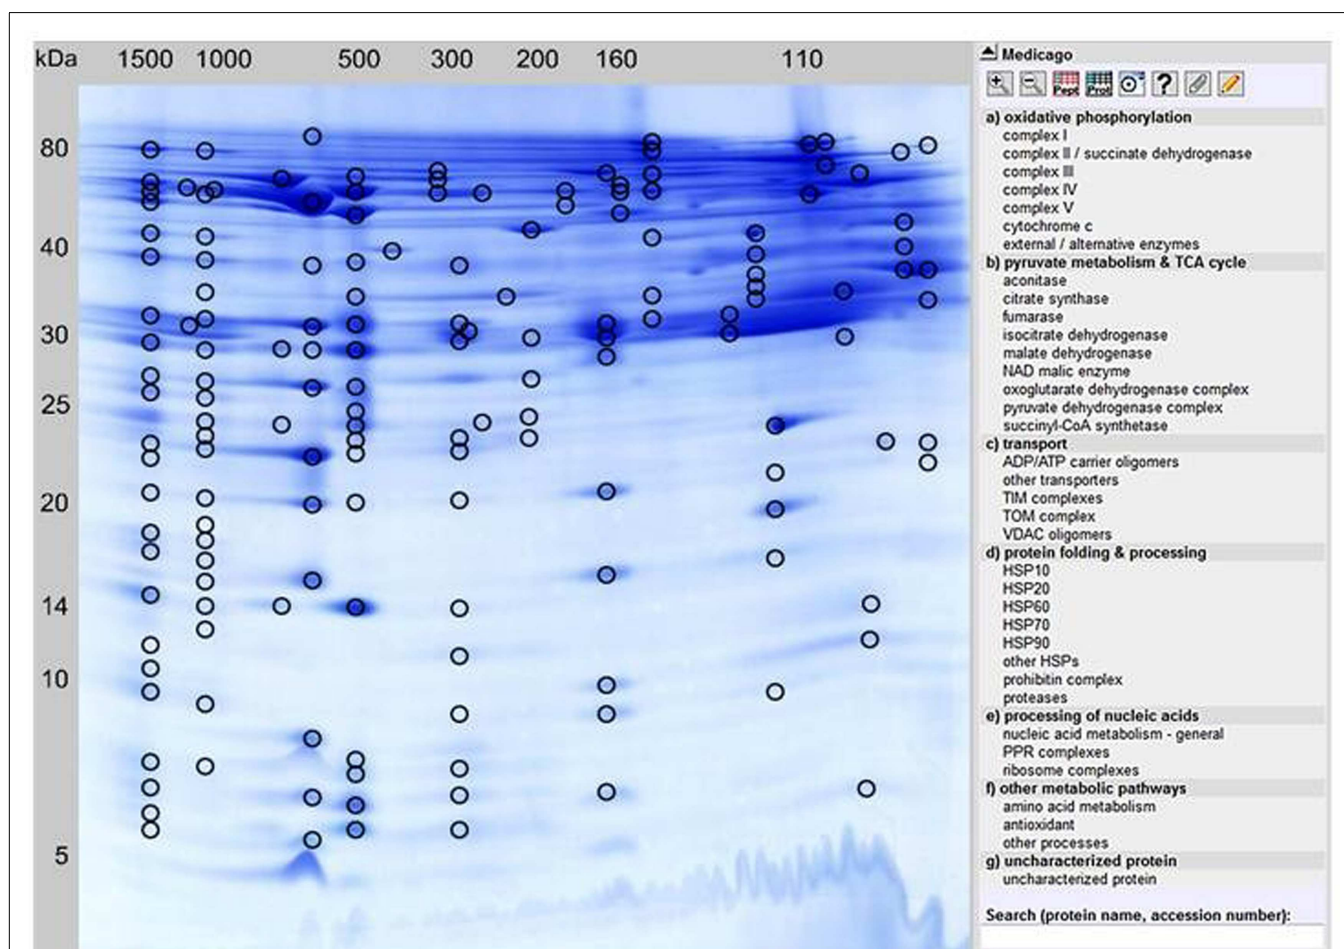 kDa 1500 1000 500 300 200 160 110
80
40
30
25
20
14
10
5
Medicago
Pept Prot ?
a) oxidative phosphorylation
complex I
complex II / succinate dehydrogenase
complex III
complex IV
complex V
cytochrome c
external / alternative enzymes
b) pyruvate metabolism & TCA cycle
aconitase
citrate synthase
fumarase
isocitrate dehydrogenase
malate dehydrogenase
NAD malic enzyme
oxoglutarate dehydrogenase complex
pyruvate dehydrogenase complex
succinyl-CoA synthetase
c) transport
ADP/ATP carrier oligomers
other transporters
TIM complexes
TOM complex
VDAC oligomers
d) protein folding & processing
HSP10
HSP20
HSP60
HSP70
HSP90
other HSPs
prohibitin complex
proteases
e) processing of nucleic acids
nucleic acid metabolism - general
PPR complexes
ribosome complexes
f) other metabolic pathways
amino acid metabolism
antioxidant
other processes
g) uncharacterized protein
uncharacterized protein
Search (protein name, accession number):